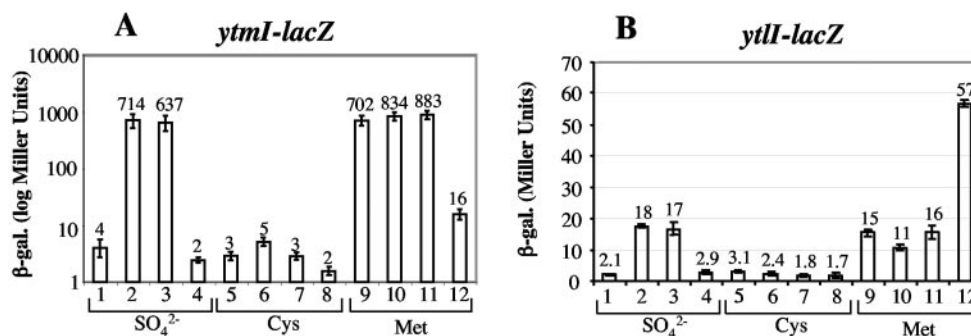 A ytmI-lacZ
β-gal. (log Miller Units)
10000
1000
100
10
1
4 714 637 2 3 5 3 2 702 834 883 16
1 2 3 4 5 6 7 8 9 10 11 12
SO₄²⁻ Cys Met
B ytlI-lacZ
β-gal. (Miller Units)
70
60
50
40
30
20
10
0
2.1 18 17 2.9 3.1 2.4 1.8 1.7 15 11 16 57
1 2 3 4 5 6 7 8 9 10 11 12
SO₄²⁻ Cys Met